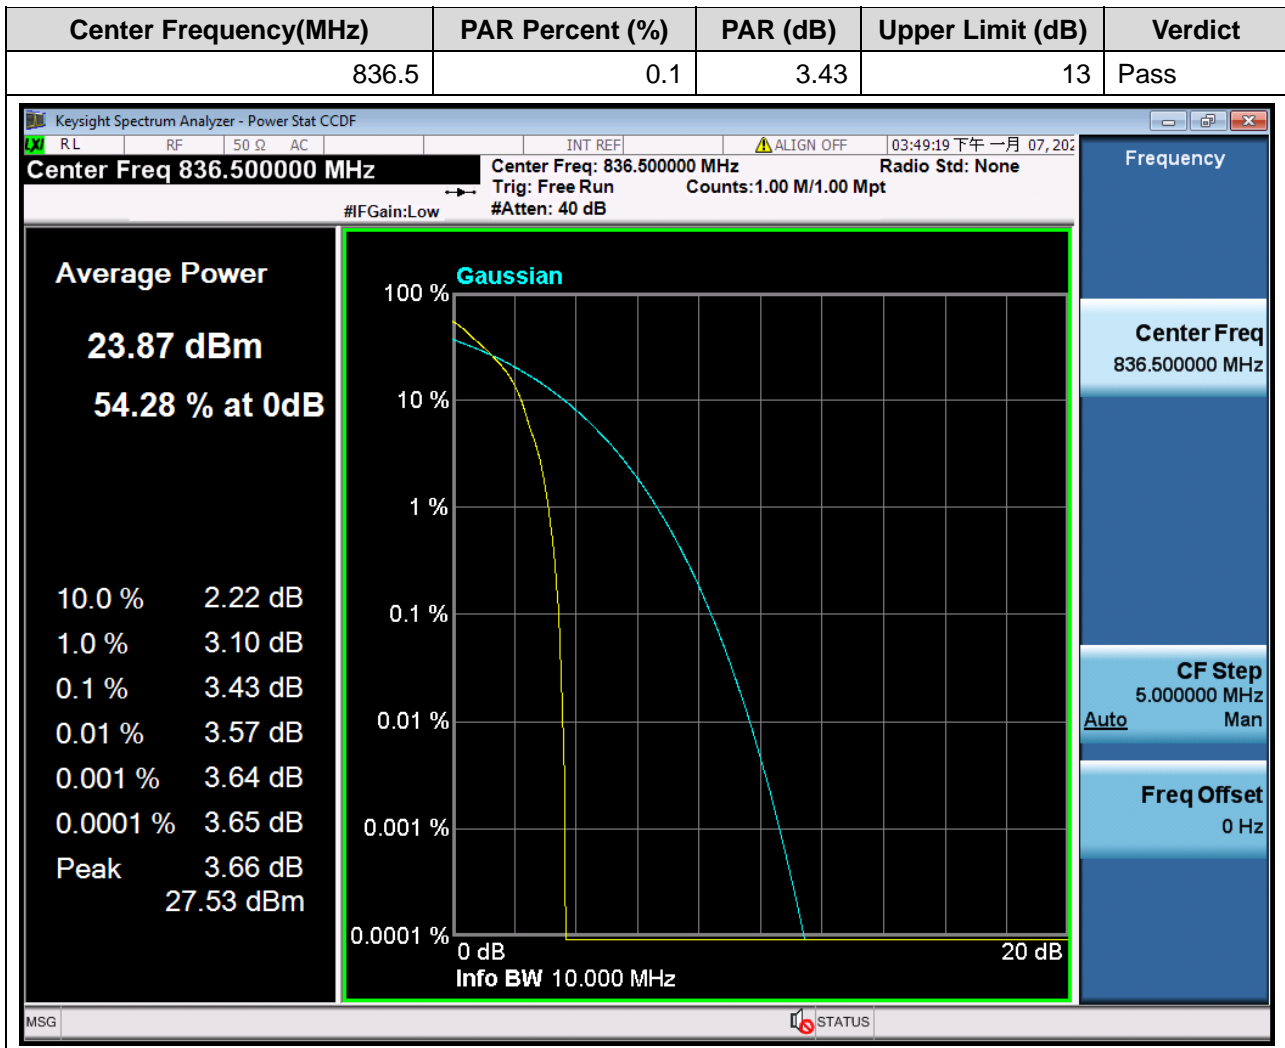 Center Frequency(MHz) PAR Percent (%) PAR (dB) Upper Limit (dB) Verdict
836.5 0.1 3.43 13 Pass
Keysight Spectrum Analyzer - Power Stat CCDF
LXI RL RF 50 Ω AC INT REF ALIGN OFF 03:49:19 下午 一月 07, 202
Center Freq 836.500000 MHz
Center Freq: 836.500000 MHz Radio Std: None
Trig: Free Run Counts:1.00 M/1.00 Mpt
#IFGain:Low #Atten: 40 dB
Average Power
23.87 dBm
54.28 % at 0dB
10.0 % 2.22 dB
1.0 % 3.10 dB
0.1 % 3.43 dB
0.01 % 3.57 dB
0.001 % 3.64 dB
0.0001 % 3.65 dB
Peak 3.66 dB
27.53 dBm
Gaussian
100 %
10 %
1 %
0.1 %
0.01 %
0.001 %
0.0001 %
0 dB 20 dB
Info BW 10.000 MHz
Frequency
Center Freq
836.500000 MHz
CF Step
5.000000 MHz
Auto Man
Freq Offset
0 Hz
MSG STATUS